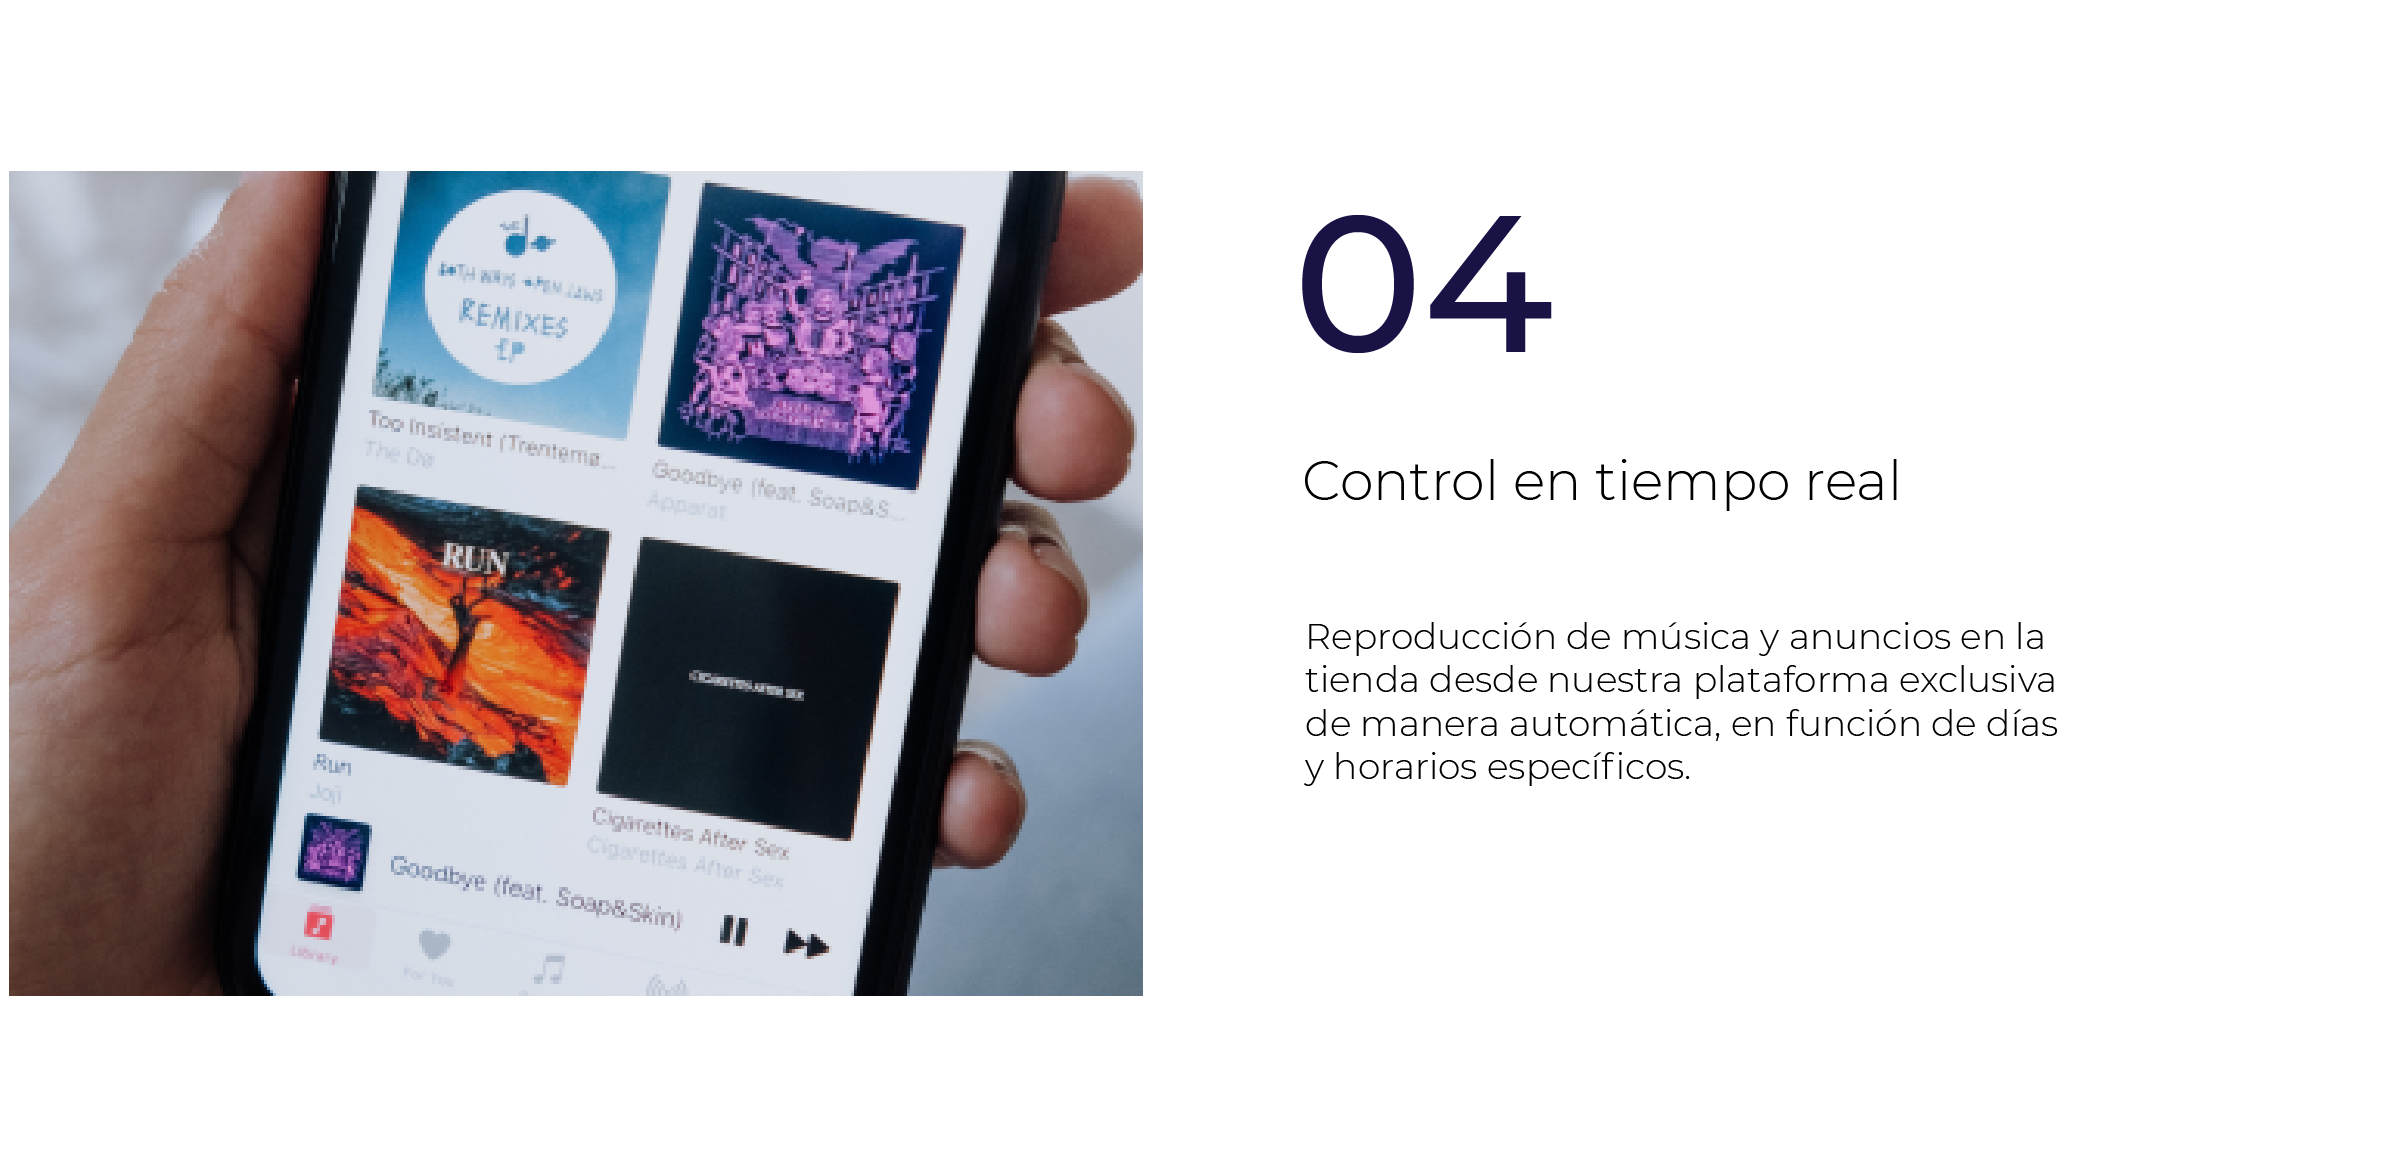 BOTH WAYS OPEN JAWS
REMIXES
EP
Too Insistent (Trentemø...
The Dø
Goodbye (feat. Soap&S...
Apparat
RUN
CIGARETTES AFTER SEX
Run
Joji
Cigarettes After Sex
Cigarettes After Sex
Goodbye (feat. Soap&Skin)
Library
For You
04
Control en tiempo real
Reproducción de música y anuncios en la
tienda desde nuestra plataforma exclusiva
de manera automática, en función de días
y horarios específicos.